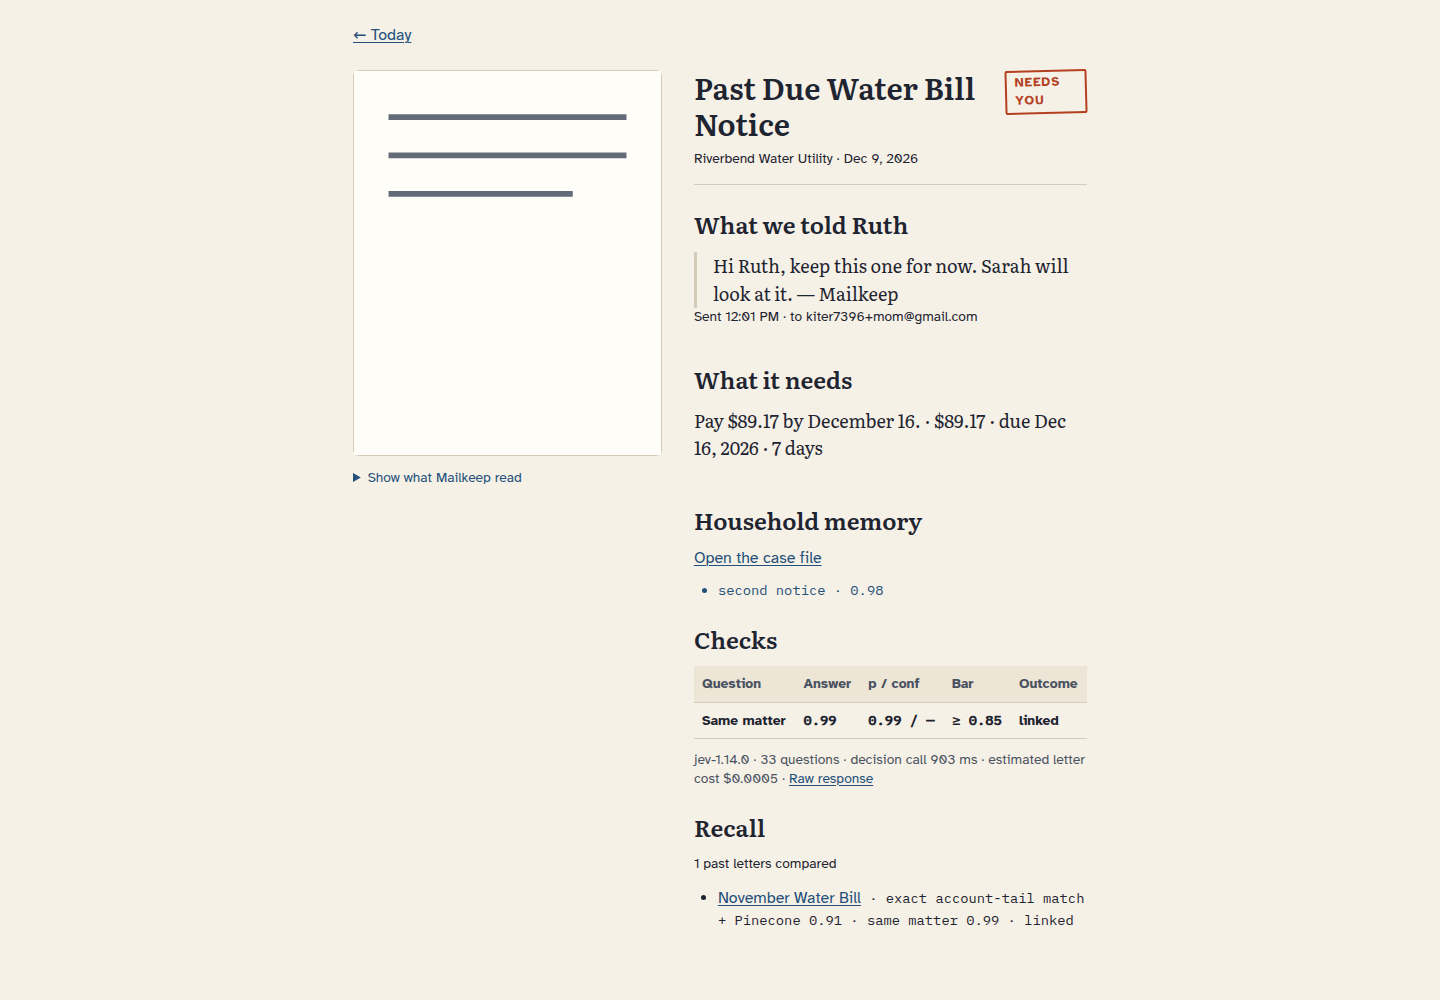 ← Today
Past Due Water Bill
Notice
NEEDS
YOU
Riverbend Water Utility · Dec 9, 2026
What we told Ruth
Hi Ruth, keep this one for now. Sarah will
look at it. — Mailkeep
Sent 12:01 PM · to kiter7396+mom@gmail.com
What it needs
Pay $89.17 by December 16. · $89.17 · due Dec
16, 2026 · 7 days
Show what Mailkeep read
Household memory
Open the case file
second notice · 0.98
Checks
Question Answer p / conf Bar Outcome
Same matter 0.99 0.99 / — ≥ 0.85 linked
jev-1.14.0 · 33 questions · decision call 903 ms · estimated letter
cost $0.0005 · Raw response
Recall
1 past letters compared
November Water Bill · exact account-tail match
+ Pinecone 0.91 · same matter 0.99 · linked